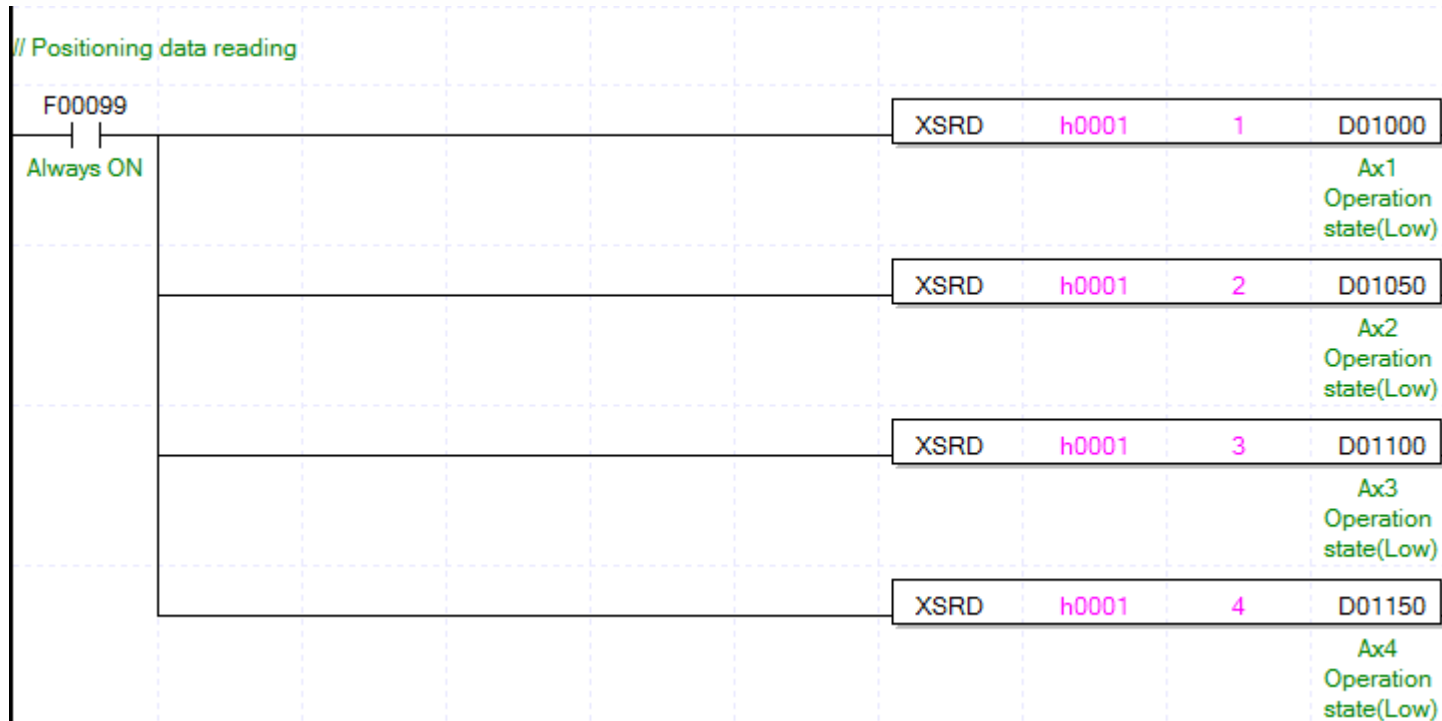 // Positioning data reading
F00099
Always ON
XSRD h0001 1 D01000
Ax1
Operation
state(Low)
XSRD h0001 2 D01050
Ax2
Operation
state(Low)
XSRD h0001 3 D01100
Ax3
Operation
state(Low)
XSRD h0001 4 D01150
Ax4
Operation
state(Low)